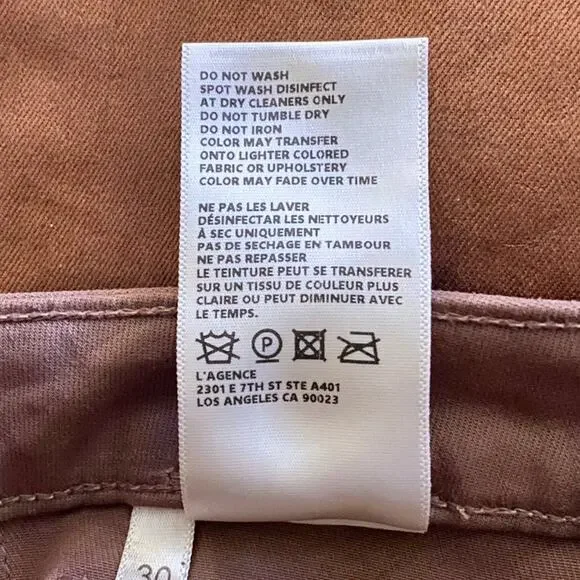 DO NOT WASH
SPOT WASH DISINFECT
AT DRY CLEANERS ONLY
DO NOT TUMBLE DRY
DO NOT IRON
COLOR MAY TRANSFER
ONTO LIGHTER COLORED
FABRIC OR UPHOLSTERY
COLOR MAY FADE OVER TIME
NE PAS LES LAVER
DÉSINFECTAR LES NETTOYEURS
À SEC UNIQUEMENT
PAS DE SECHAGE EN TAMBOUR
NE PAS REPASSER
LE TEINTURE PEUT SE TRANSFERER
SUR UN TISSU DE COULEUR PLUS
CLAIRE OU PEUT DIMINUER AVEC
LE TEMPS.
P
L'AGENCE
2301 E 7TH ST STE A401
LOS ANGELES CA 90023
30